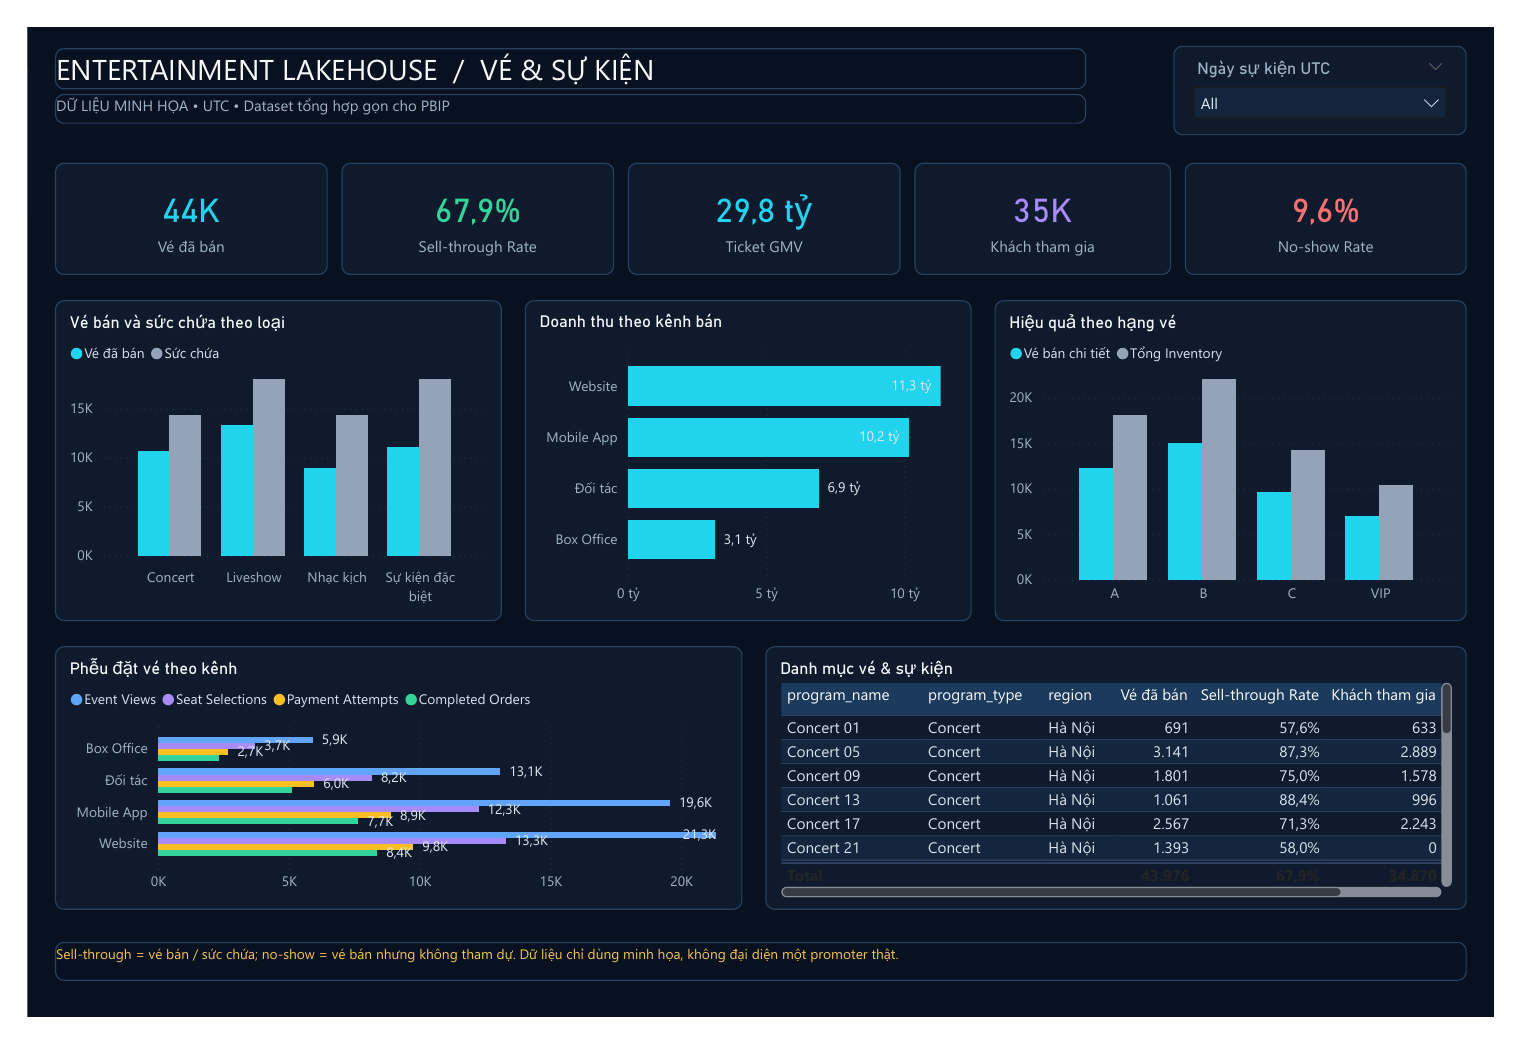 ENTERTAINMENT LAKEHOUSE / VÉ & SỰ KIỆN
DỮ LIỆU MINH HỌA • UTC • Dataset tổng hợp gọn cho PBIP
Ngày sự kiện UTC
All
44K
Vé đã bán
67,9%
Sell-through Rate
29,8 tỷ
Ticket GMV
35K
Khách tham gia
9,6%
No-show Rate
Vé bán và sức chứa theo loại
Vé đã bán Sức chứa
15K
10K
5K
0K
Concert Liveshow Nhạc kịch Sự kiện đặc
biệt
Doanh thu theo kênh bán
Website 11,3 tỷ
Mobile App 10,2 tỷ
Đối tác 6,9 tỷ
Box Office 3,1 tỷ
0 tỷ 5 tỷ 10 tỷ
Hiệu quả theo hạng vé
Vé bán chi tiết Tổng Inventory
20K
15K
10K
5K
0K
A B C VIP
Phễu đặt vé theo kênh
Event Views Seat Selections Payment Attempts Completed Orders
Box Office 5,9K 3,7K 2,7K
Đối tác 13,1K 8,2K 6,0K
Mobile App 19,6K 12,3K 8,9K 7,7K
Website 21,3K 13,3K 9,8K 8,4K
0K 5K 10K 15K 20K
Danh mục vé & sự kiện
program_name program_type region Vé đã bán Sell-through Rate Khách tham gia
Concert 01 Concert Hà Nội 691 57,6% 633
Concert 05 Concert Hà Nội 3.141 87,3% 2.889
Concert 09 Concert Hà Nội 1.801 75,0% 1.578
Concert 13 Concert Hà Nội 1.061 88,4% 996
Concert 17 Concert Hà Nội 2.567 71,3% 2.243
Concert 21 Concert Hà Nội 1.393 58,0% 0
Total 43.976 67,9% 34.870
Sell-through = vé bán / sức chứa; no-show = vé bán nhưng không tham dự. Dữ liệu chỉ dùng minh họa, không đại diện một promoter thật.